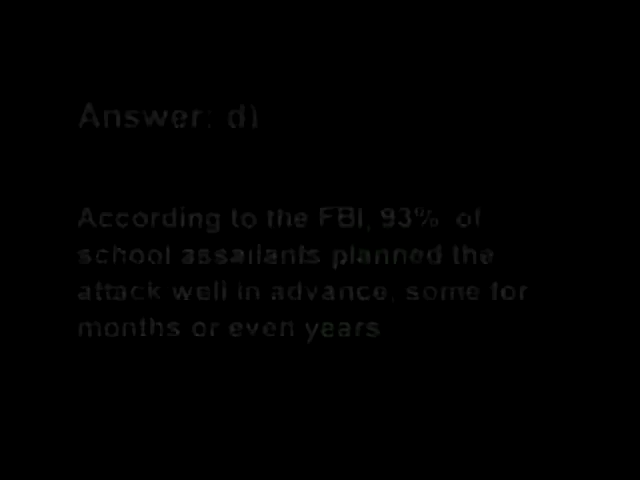 Answer: d)
According to the FBI, 93% of
school assailants planned the
attack well in advance, some for
months or even years